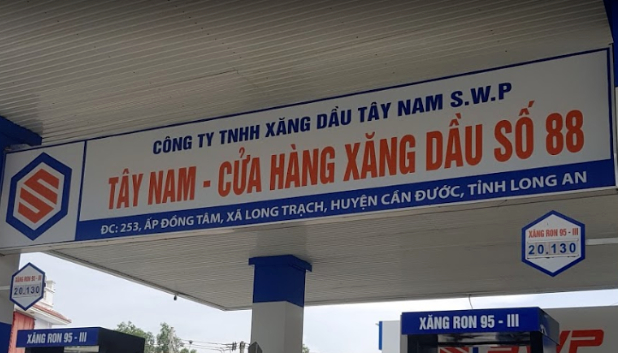 CÔNG TY TNHH XĂNG DẦU TÂY NAM S.W.P
TÂY NAM - CỬA HÀNG XĂNG DẦU SỐ 88
ĐC: 253, ẤP ĐỒNG TÂM, XÃ LONG TRẠCH, HUYỆN CẦN ĐƯỚC, TỈNH LONG AN
XĂNG RON 95 - III
20.130
XĂNG RON 95 - III
20.130
XĂNG RON 95 - III
SWP